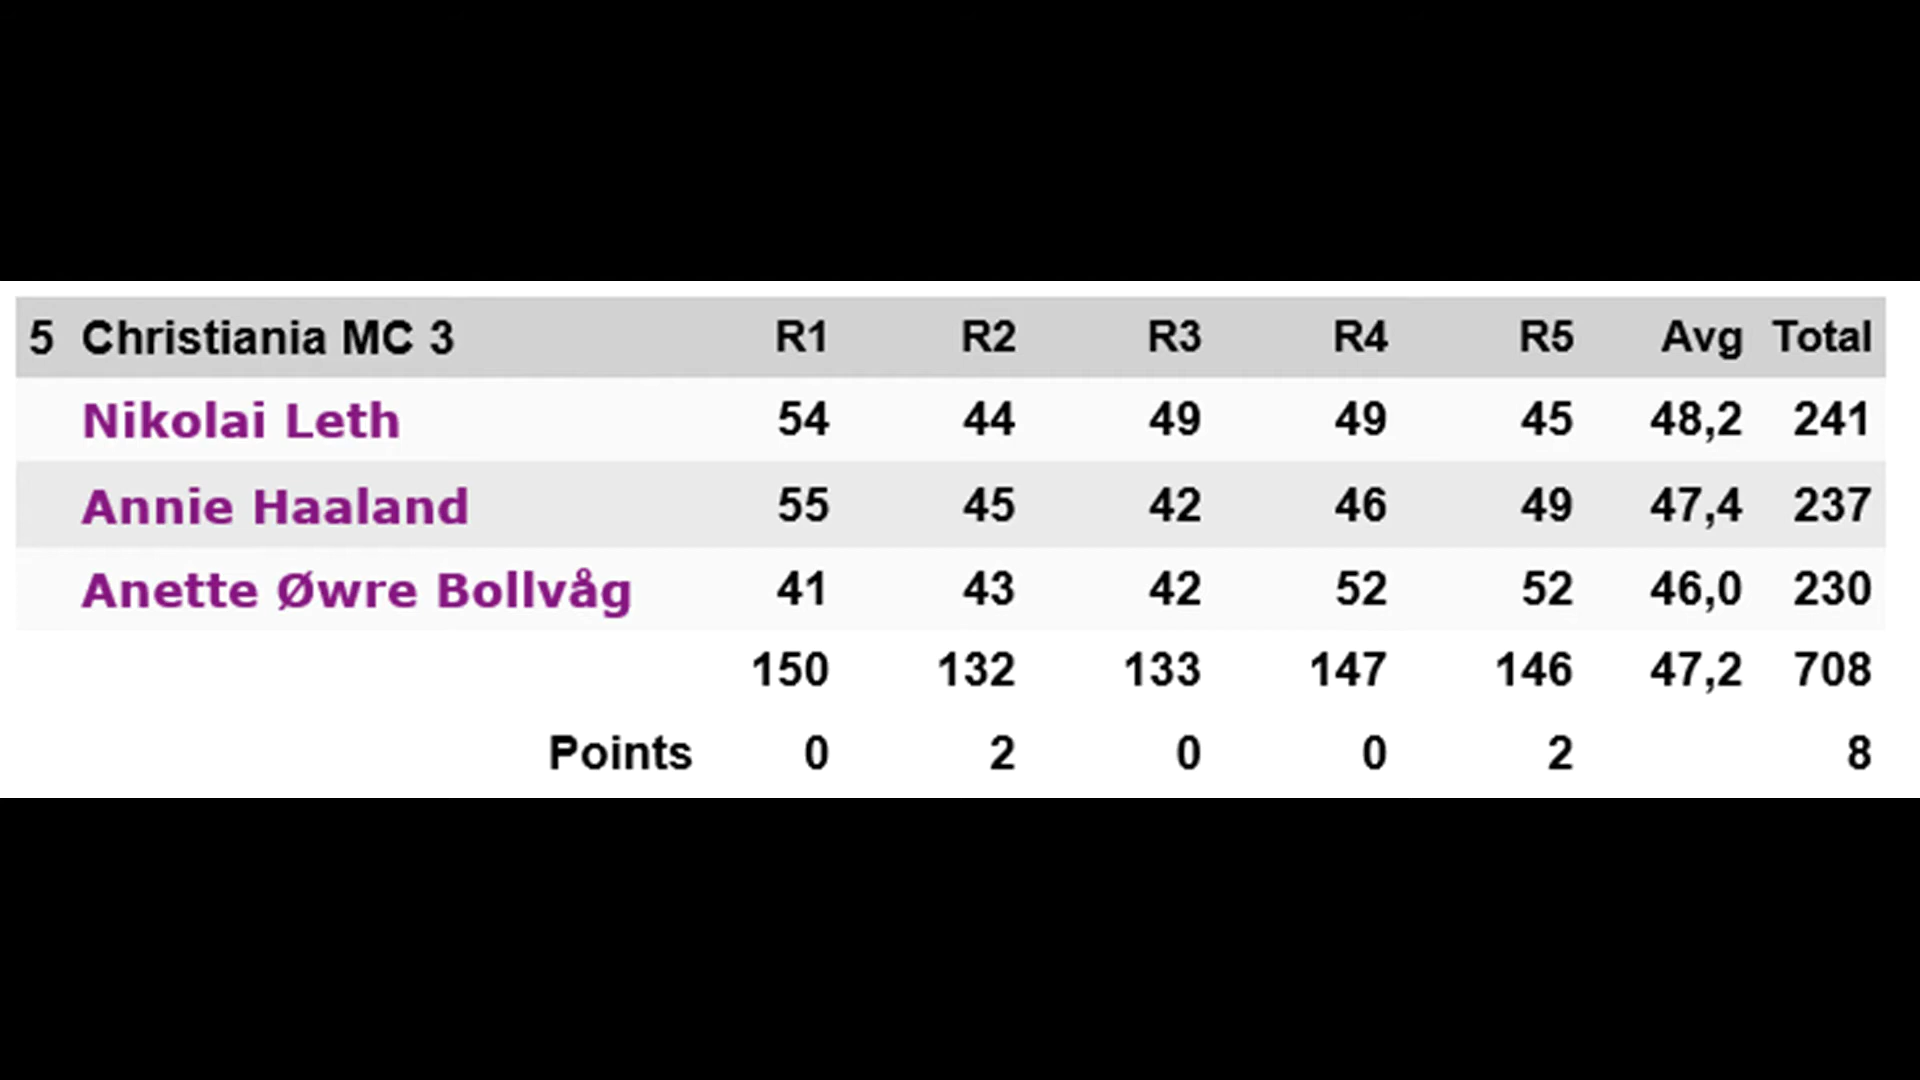 5 Christiania MC 3 R1 R2 R3 R4 R5 Avg Total
Nikolai Leth 54 44 49 49 45 48,2 241
Annie Haaland 55 45 42 46 49 47,4 237
Anette Øwre Bollvåg 41 43 42 52 52 46,0 230
150 132 133 147 146 47,2 708
Points 0 2 0 0 2 8